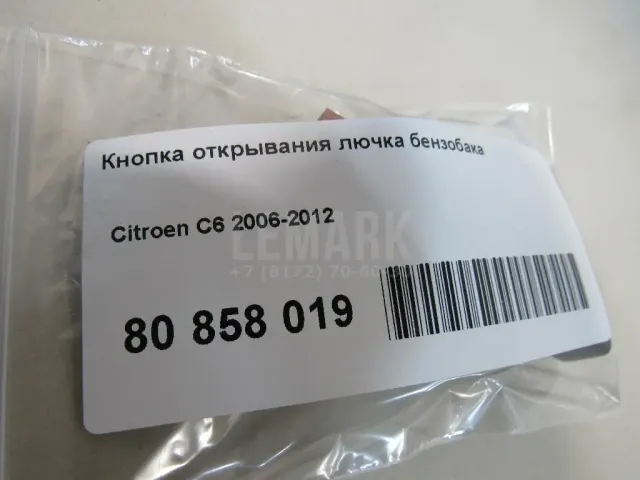 Кнопка открывания лючка бензобака
Citroen C6 2006-2012
LEMARK
80 858 019